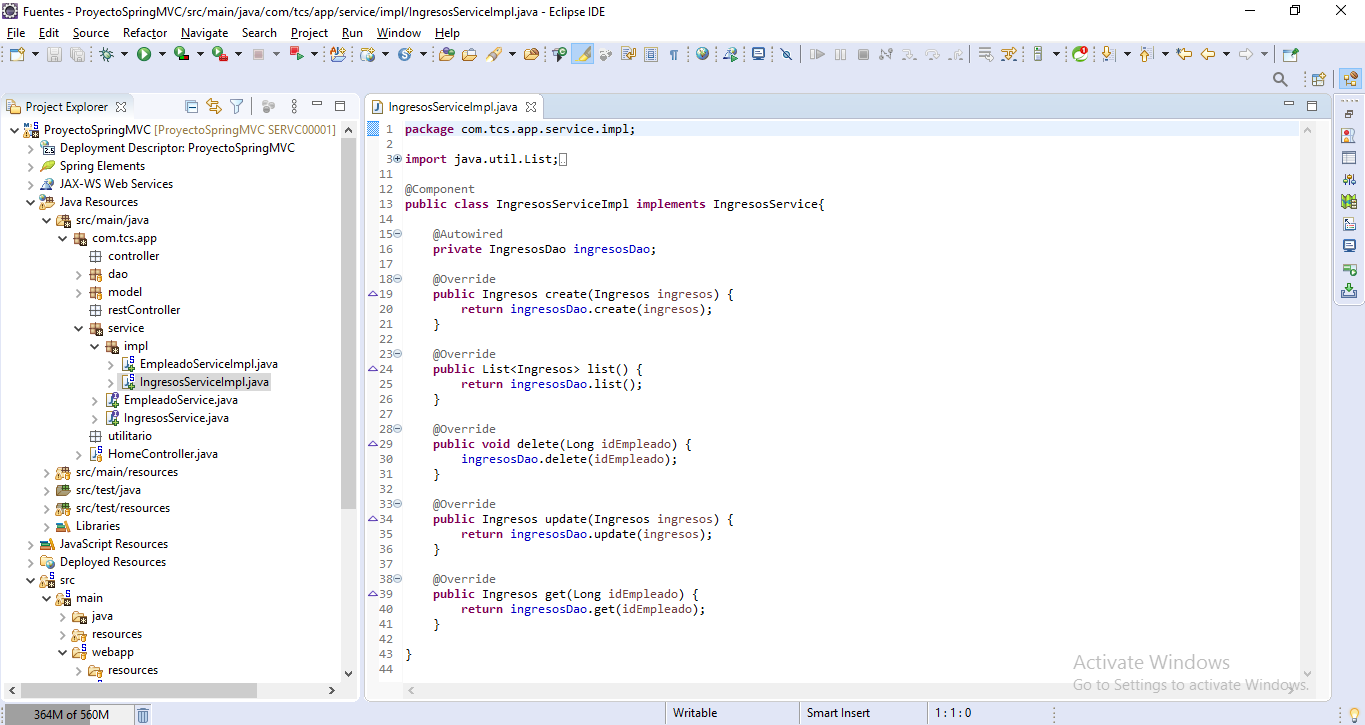 Fuentes - ProyectoSpringMVC/src/main/java/com/tcs/app/service/impl/IngresosServiceImpl.java - Eclipse IDE
File Edit Source Refactor Navigate Search Project Run Window Help
Project Explorer
ProyectoSpringMVC [ProyectoSpringMVC SERVC00001]
Deployment Descriptor: ProyectoSpringMVC
Spring Elements
JAX-WS Web Services
Java Resources
src/main/java
com.tcs.app
controller
dao
model
restController
service
impl
EmpleadoServiceImpl.java
IngresosServiceImpl.java
EmpleadoService.java
IngresosService.java
utilitario
HomeController.java
src/main/resources
src/test/java
src/test/resources
Libraries
JavaScript Resources
Deployed Resources
src
main
java
resources
webapp
resources
IngresosServiceImpl.java
1 package com.tcs.app.service.impl;
2
3 import java.util.List;
11
12 @Component
13 public class IngresosServiceImpl implements IngresosService{
14
15 @Autowired
16 private IngresosDao ingresosDao;
17
18 @Override
19 public Ingresos create(Ingresos ingresos) {
20 return ingresosDao.create(ingresos);
21 }
22
23 @Override
24 public List<Ingresos> list() {
25 return ingresosDao.list();
26 }
27
28 @Override
29 public void delete(Long idEmpleado) {
30 ingresosDao.delete(idEmpleado);
31 }
32
33 @Override
34 public Ingresos update(Ingresos ingresos) {
35 return ingresosDao.update(ingresos);
36 }
37
38 @Override
39 public Ingresos get(Long idEmpleado) {
40 return ingresosDao.get(idEmpleado);
41 }
42
43 }
44
Activate Windows
Go to Settings to activate Windows.
364M of 560M
Writable
Smart Insert
1 : 1 : 0